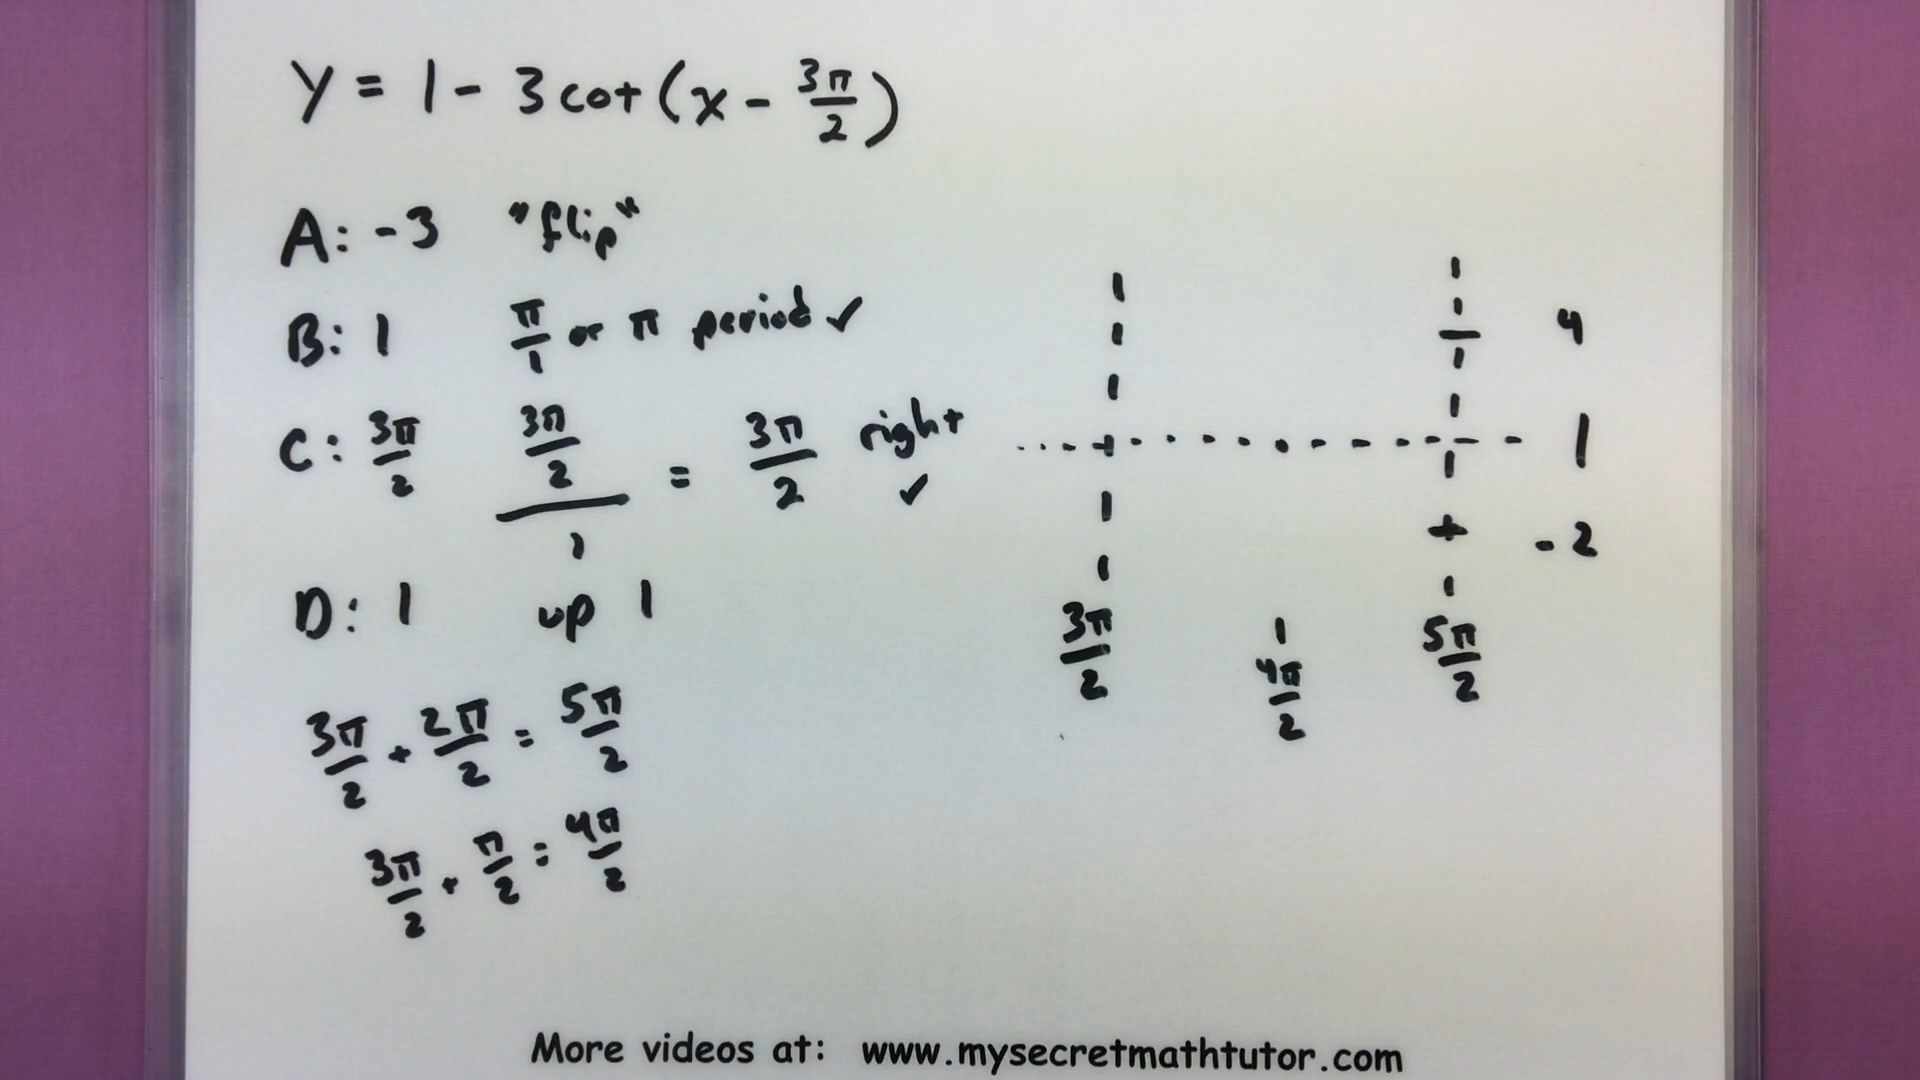 y = 1 - 3 cot (x - 3π/2)
A: -3 "flip"
B: 1 π/1 or π period ✓
C: 3π/2 (3π/2)/1 = 3π/2 right ✓
D: 1 up 1
3π/2 + 2π/2 = 5π/2
3π/2 + π/2 = 4π/2
4
1
-2
3π/2 4π/2 5π/2
More videos at: www.mysecretmathtutor.com